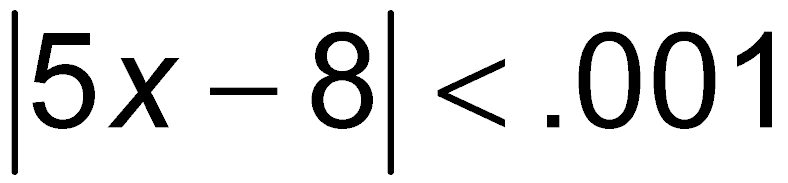 |5x − 8| < .001